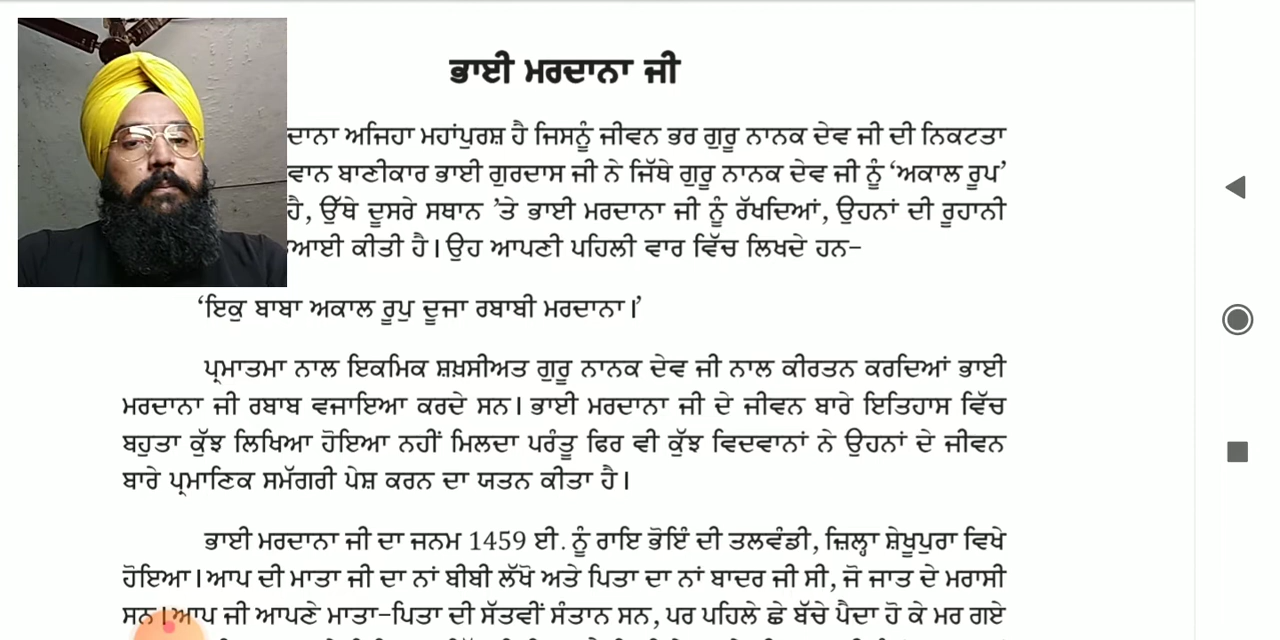 ਭਾਈ ਮਰਦਾਨਾ ਜੀ
ਦਾਨਾ ਅਜਿਹਾ ਮਹਾਂਪੁਰਸ਼ ਹੈ ਜਿਸਨੂੰ ਜੀਵਨ ਭਰ ਗੁਰੂ ਨਾਨਕ ਦੇਵ ਜੀ ਦੀ ਨਿਕਟਤਾ
ਵਾਨ ਬਾਣੀਕਾਰ ਭਾਈ ਗੁਰਦਾਸ ਜੀ ਨੇ ਜਿੱਥੇ ਗੁਰੂ ਨਾਨਕ ਦੇਵ ਜੀ ਨੂੰ ‘ਅਕਾਲ ਰੂਪ’
ਹੈ, ਉੱਥੇ ਦੂਸਰੇ ਸਥਾਨ ’ਤੇ ਭਾਈ ਮਰਦਾਨਾ ਜੀ ਨੂੰ ਰੱਖਦਿਆਂ, ਉਹਨਾਂ ਦੀ ਰੂਹਾਨੀ
ਆਈ ਕੀਤੀ ਹੈ। ਉਹ ਆਪਣੀ ਪਹਿਲੀ ਵਾਰ ਵਿੱਚ ਲਿਖਦੇ ਹਨ–
‘ਇਕੁ ਬਾਬਾ ਅਕਾਲ ਰੂਪੁ ਦੂਜਾ ਰਬਾਬੀ ਮਰਦਾਨਾ।’
ਪ੍ਰਮਾਤਮਾ ਨਾਲ ਇਕਮਿਕ ਸ਼ਖ਼ਸੀਅਤ ਗੁਰੂ ਨਾਨਕ ਦੇਵ ਜੀ ਨਾਲ ਕੀਰਤਨ ਕਰਦਿਆਂ ਭਾਈ
ਮਰਦਾਨਾ ਜੀ ਰਬਾਬ ਵਜਾਇਆ ਕਰਦੇ ਸਨ। ਭਾਈ ਮਰਦਾਨਾ ਜੀ ਦੇ ਜੀਵਨ ਬਾਰੇ ਇਤਿਹਾਸ ਵਿੱਚ
ਬਹੁਤਾ ਕੁੱਝ ਲਿਖਿਆ ਹੋਇਆ ਨਹੀਂ ਮਿਲਦਾ ਪਰੰਤੂ ਫਿਰ ਵੀ ਕੁੱਝ ਵਿਦਵਾਨਾਂ ਨੇ ਉਹਨਾਂ ਦੇ ਜੀਵਨ
ਬਾਰੇ ਪ੍ਰਮਾਣਿਕ ਸਮੱਗਰੀ ਪੇਸ਼ ਕਰਨ ਦਾ ਯਤਨ ਕੀਤਾ ਹੈ।
ਭਾਈ ਮਰਦਾਨਾ ਜੀ ਦਾ ਜਨਮ 1459 ਈ. ਨੂੰ ਰਾਇ ਭੋਇੰ ਦੀ ਤਲਵੰਡੀ, ਜ਼ਿਲ੍ਹਾ ਸ਼ੇਖੂਪੁਰਾ ਵਿਖੇ
ਹੋਇਆ। ਆਪ ਦੀ ਮਾਤਾ ਜੀ ਦਾ ਨਾਂ ਬੀਬੀ ਲੱਖੋ ਅਤੇ ਪਿਤਾ ਦਾ ਨਾਂ ਬਾਦਰ ਜੀ ਸੀ, ਜੋ ਜਾਤ ਦੇ ਮਰਾਸੀ
ਸਨ। ਆਪ ਜੀ ਆਪਣੇ ਮਾਤਾ–ਪਿਤਾ ਦੀ ਸੱਤਵੀਂ ਸੰਤਾਨ ਸਨ, ਪਰ ਪਹਿਲੇ ਛੇ ਬੱਚੇ ਪੈਦਾ ਹੋ ਕੇ ਮਰ ਗਏ